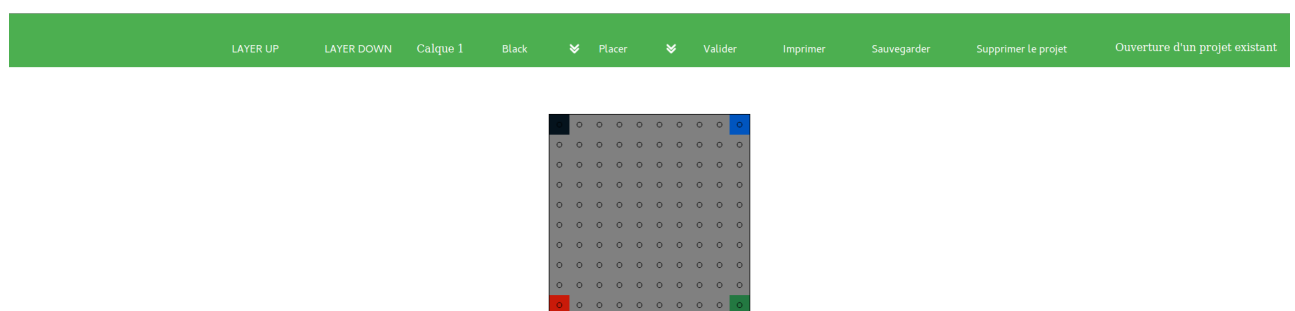 LAYER UP LAYER DOWN Calque 1 Black Placer Valider Imprimer Sauvegarder Supprimer le projet Ouverture d'un projet existant